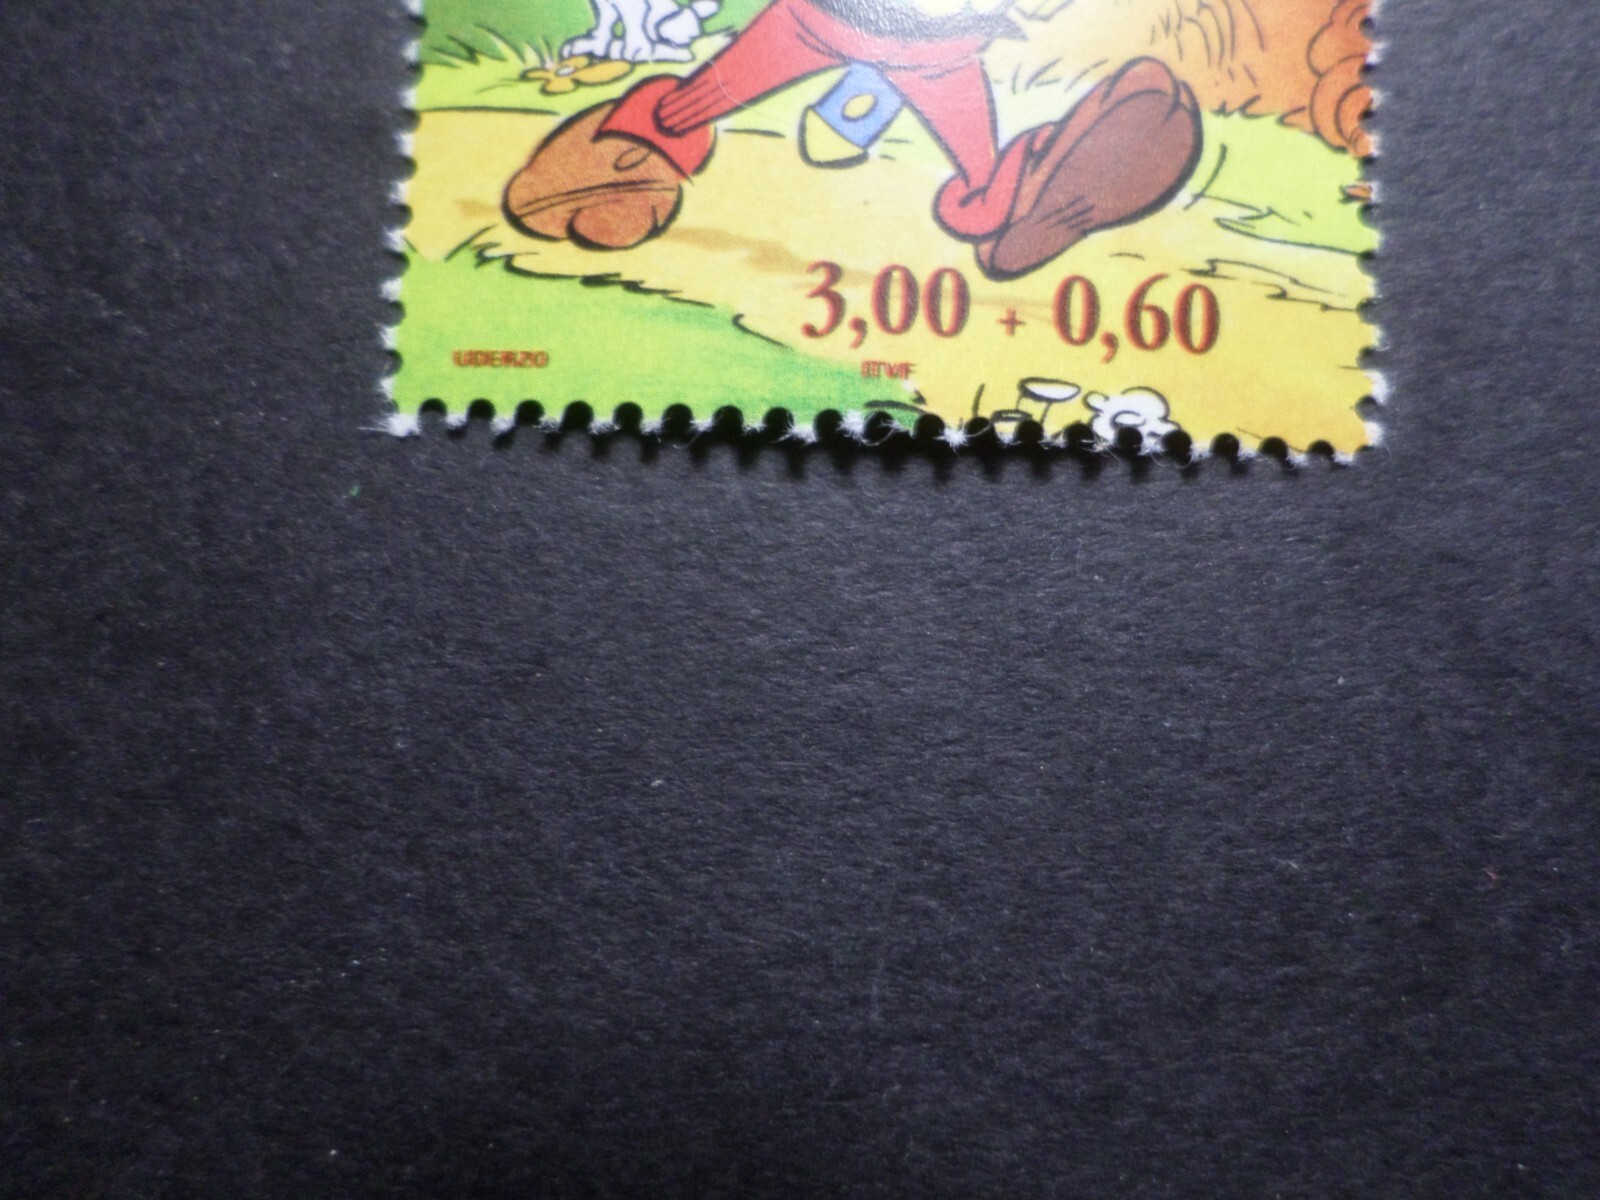 3,00 + 0,60
UDERZO
ITVF